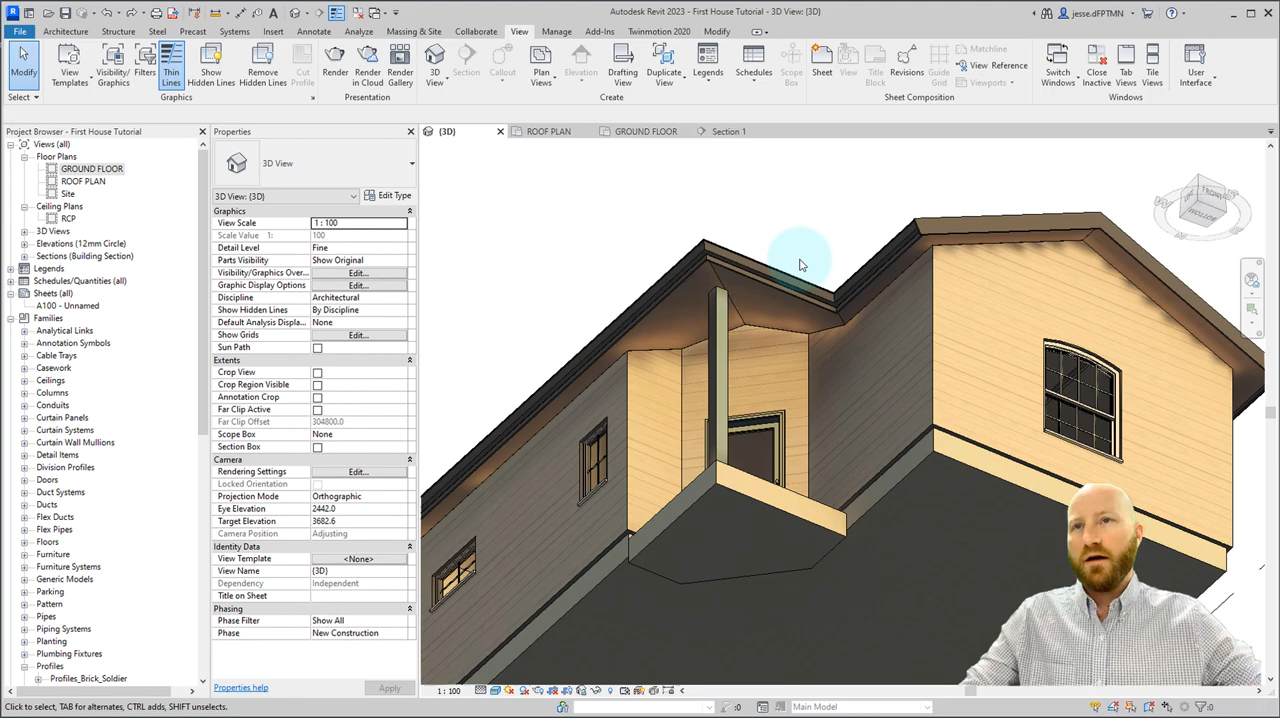 Autodesk Revit 2023 - First House Tutorial - 3D View: {3D}
jesse.dFPTMN
File Architecture Structure Steel Precast Systems Insert Annotate Analyze Massing & Site Collaborate View Manage Add-Ins Twinmotion 2020 Modify
Modify
View Templates
Visibility/ Graphics
Filters
Thin Lines
Show Hidden Lines
Remove Hidden Lines
Cut Profile
Render
Render in Cloud
Render Gallery
3D View
Section
Callout
Plan Views
Elevation
Drafting View
Duplicate View
Legends
Schedules
Scope Box
Sheet
View
Title Block
Revisions
Guide Grid
Matchline
View Reference
Viewports
Switch Windows
Close Inactive
Tab Views
Tile Views
User Interface
Select
Graphics
Presentation
Create
Sheet Composition
Windows
Project Browser - First House Tutorial
Views (all)
Floor Plans
GROUND FLOOR
ROOF PLAN
Site
Ceiling Plans
RCP
3D Views
Elevations (12mm Circle)
Sections (Building Section)
Legends
Schedules/Quantities (all)
Sheets (all)
A100 - Unnamed
Families
Analytical Links
Annotation Symbols
Cable Trays
Casework
Ceilings
Columns
Conduits
Curtain Panels
Curtain Systems
Curtain Wall Mullions
Detail Items
Division Profiles
Doors
Duct Systems
Ducts
Flex Ducts
Flex Pipes
Floors
Furniture
Furniture Systems
Generic Models
Parking
Pattern
Pipes
Piping Systems
Planting
Plumbing Fixtures
Profiles
Profiles_Brick_Soldier
Properties
3D View
3D View: {3D}
Edit Type
Graphics
View Scale 1 : 100
Scale Value 1: 100
Detail Level Fine
Parts Visibility Show Original
Visibility/Graphics Over... Edit...
Graphic Display Options Edit...
Discipline Architectural
Show Hidden Lines By Discipline
Default Analysis Displa... None
Show Grids Edit...
Sun Path
Extents
Crop View
Crop Region Visible
Annotation Crop
Far Clip Active
Far Clip Offset 304800.0
Scope Box None
Section Box
Camera
Rendering Settings Edit...
Locked Orientation
Projection Mode Orthographic
Eye Elevation 2442.0
Target Elevation 3682.6
Camera Position Adjusting
Identity Data
View Template <None>
View Name {3D}
Dependency Independent
Title on Sheet
Phasing
Phase Filter Show All
Phase New Construction
Properties help
Apply
{3D} ROOF PLAN GROUND FLOOR Section 1
FRONT
BOTTOM
1 : 100
Click to select, TAB for alternates, CTRL adds, SHIFT unselects.
:0
Main Model
:0